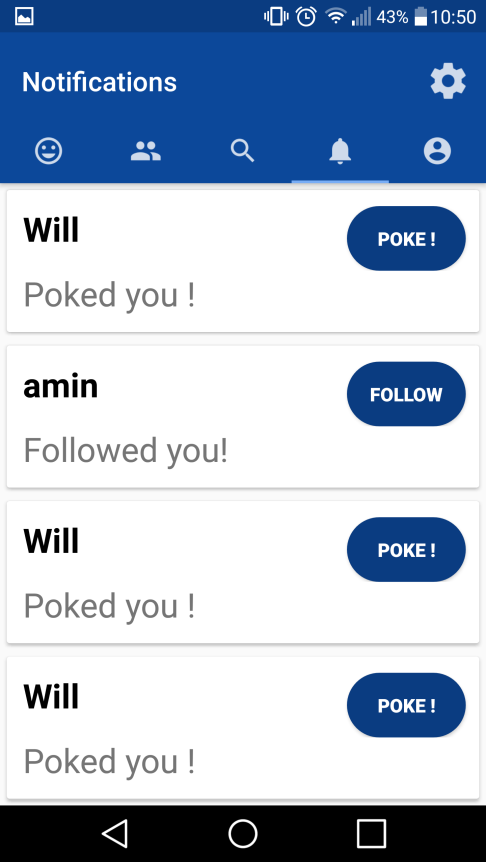 43% 10:50
Notifications
Will
POKE !
Poked you !
amin
FOLLOW
Followed you!
Will
POKE !
Poked you !
Will
POKE !
Poked you !